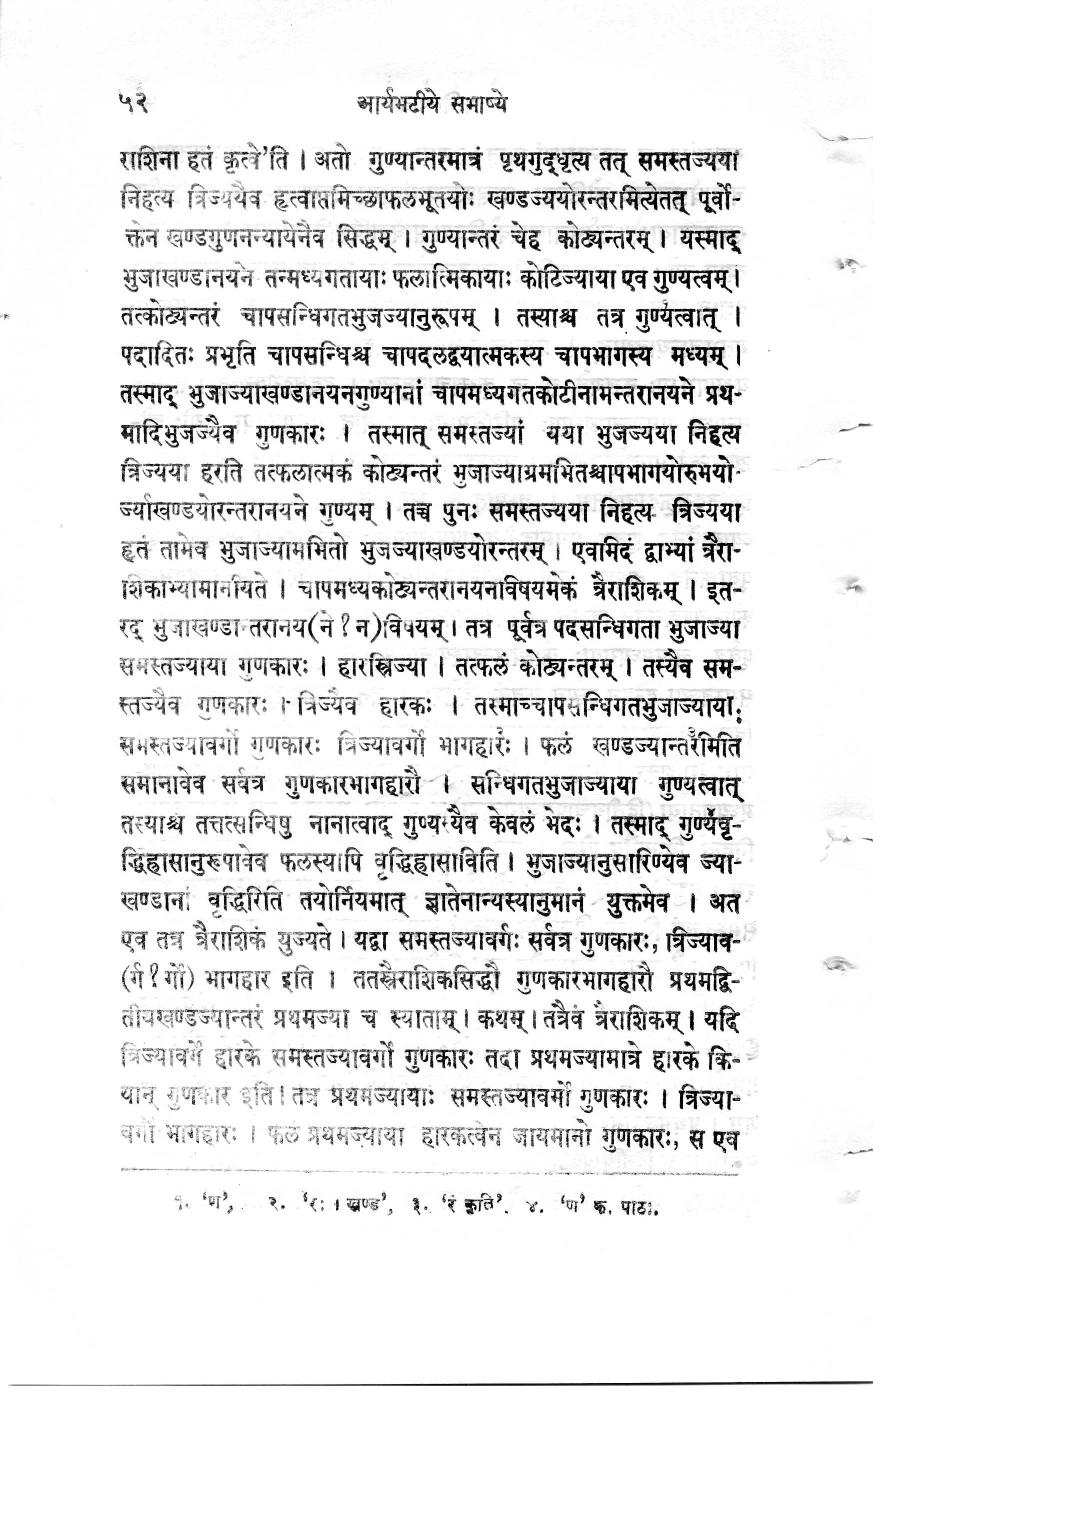 ५२ आर्यभटीये सभाष्ये
राशिना हतं कृत्वे’ति । अतो गुण्यान्तरमात्रं पृथगुद्धृत्य तत् समस्तज्यया
निहत्य त्रिज्ययैव हृत्वाप्तमिच्छाफलभूतयोः खण्डज्ययोरन्तरमित्येतत् पूर्वो-
क्तेन खण्डगुणनन्यायेनैव सिद्धम् । गुण्यान्तरं चेह कोट्यन्तरम् । यस्माद्
भुजाखण्डानयने तन्मध्यगतायाः फलात्मिकायाः कोटिज्याया एव गुण्यत्वम् ।
तत्कोट्यन्तरं चापसन्धिगतभुजज्यानुरूपम् । तस्याश्च तत्र गुर्ण्यत्वात् ।
पदादितः प्रभृति चापसन्धिश्च चापदलद्वयात्मकस्य चापभागस्य मध्यम् ।
तस्माद् भुजाज्याखण्डानयनगुण्यानां चापमध्यगतकोटीनामन्तरानयने प्रथ-
मादिभुजज्यैव गुणकारः । तस्मात् समस्तज्यां यया भुजज्यया निहत्य
त्रिज्यया हरति तत्फलात्मकं कोट्यन्तरं भुजाज्याग्रमभितश्चापभागयोरुभयो-
र्ज्याखण्डयोरन्तरानयने गुण्यम् । तच्च पुनः समस्तज्यया निहत्य त्रिज्यया
हृतं तामेव भुजाज्यामभितो भुजज्याखण्डयोरन्तरम् । एवमिदं द्वाभ्यां त्रैरा-
शिकाभ्यामानीयते । चापमध्यकोट्यन्तरानयनविषयमेकं त्रैराशिकम् । इत-
रद् भुजाखण्डान्तरानय(ने ? न)विषयम् । तत्र पूर्वत्र पदसन्धिगता भुजाज्या
समस्तज्याया गुणकारः । हारस्त्रिज्या । तत्फलं कोट्यन्तरम् । तस्यैव सम-
स्तज्यैव गुणकारः । त्रिज्यैव हारकः । तस्माच्चापसन्धिगतभुजाज्यायाः
समस्तज्यावर्गो गुणकारः त्रिज्यावर्गो भागहारः । फलं खण्डज्यान्तरमिति
समानावेव सर्वत्र गुणकारभागहारौ । सन्धिगतभुजाज्याया गुण्यत्वात्
तस्याश्च तत्तत्सन्धिषु नानात्वाद् गुण्यस्यैव केवलं भेदः । तस्माद् गुण्यवृ-
द्धिह्रासानुरूपावेव फलस्यापि वृद्धिह्रासाविति । भुजाज्यानुसारिण्येव ज्या-
खण्डानां वृद्धिरिति तयोर्नियमात् ज्ञातेनान्यस्यानुमानं युक्तमेव । अत
एव तत्र त्रैराशिकं युज्यते । यद्वा समस्तज्यावर्गः सर्वत्र गुणकारः, त्रिज्याव-
(र्ग ? र्गो) भागहार इति । ततस्त्रैराशिकसिद्धौ गुणकारभागहारौ प्रथमद्वि-
तीयखण्डज्यान्तरं प्रथमज्या च स्याताम् । कथम् । तत्रैवं त्रैराशिकम् । यदि
त्रिज्यावर्गे हारके समस्तज्यावर्गो गुणकारः तदा प्रथमज्यामात्रे हारके कि-
यान् गुणकार इति । तत्र प्रथमज्यायाः समस्तज्यावर्गो गुणकारः । त्रिज्या-
वर्गो भागहारः । फलं प्रथमज्याया हारकत्वेन जायमानो गुणकारः, स एव
१. ‘ण’, २. ‘रः । खण्ड’, ३. ‘रं कृति’. ४. ‘ण’ क. पाठः.